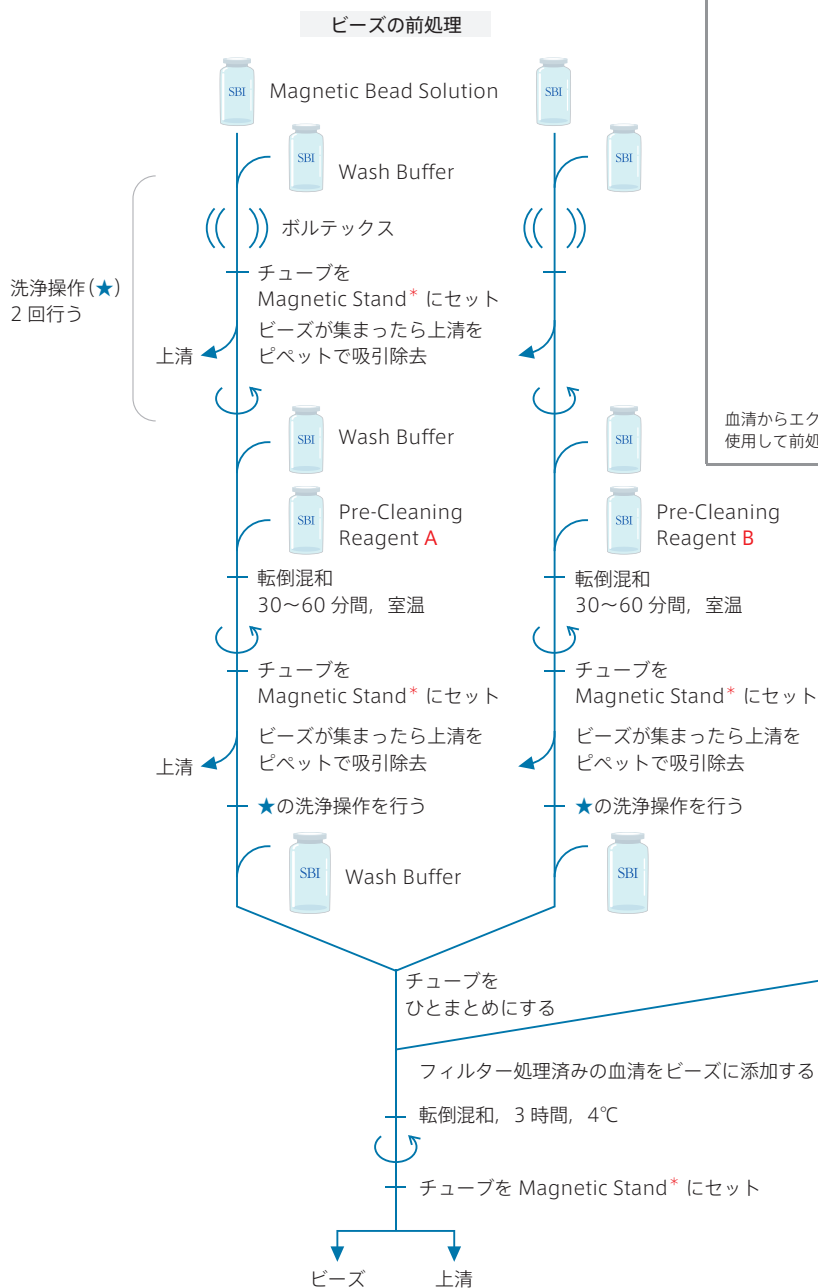 ビーズの前処理
SBI
Magnetic Bead Solution
SBI
SBI
Wash Buffer
SBI
ボルテックス
洗浄操作(★)
2 回行う
チューブを
Magnetic Stand* にセット
ビーズが集まったら上清を
ピペットで吸引除去
上清
SBI
Wash Buffer
SBI
血清からエク
使用して前処
SBI
Pre-Cleaning
Reagent A
SBI
Pre-Cleaning
Reagent B
転倒混和
30〜60 分間，室温
転倒混和
30〜60 分間，室温
チューブを
Magnetic Stand* にセット
チューブを
Magnetic Stand* にセット
ビーズが集まったら上清を
ピペットで吸引除去
上清
ビーズが集まったら上清を
ピペットで吸引除去
★の洗浄操作を行う
★の洗浄操作を行う
SBI
Wash Buffer
SBI
チューブを
ひとまとめにする
フィルター処理済みの血清をビーズに添加する
転倒混和，3 時間，4℃
チューブを Magnetic Stand* にセット
ビーズ
上清